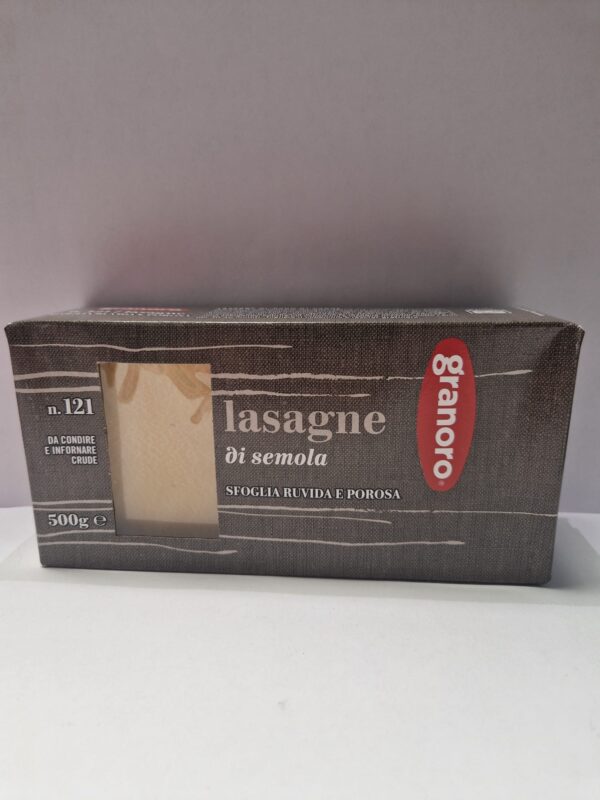 n.121
DA CONDIRE
E INFORNARE
CRUDE
500g ℮
lasagne
di semola
SFOGLIA RUVIDA E POROSA
granoro®